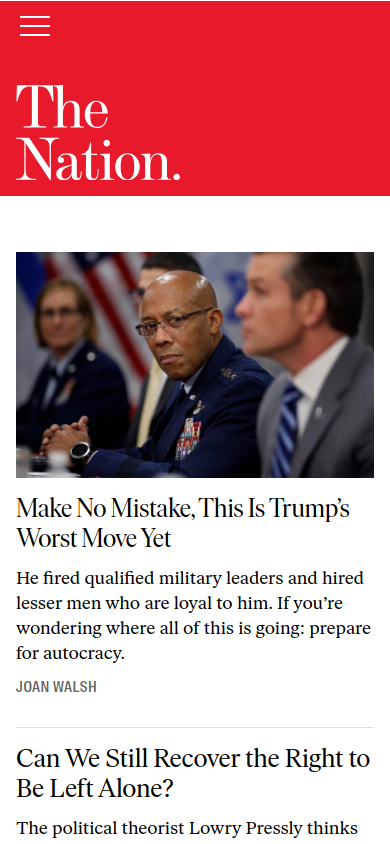 The
Nation.
Make No Mistake, This Is Trump’s
Worst Move Yet
He fired qualified military leaders and hired
lesser men who are loyal to him. If you’re
wondering where all of this is going: prepare
for autocracy.
JOAN WALSH
Can We Still Recover the Right to
Be Left Alone?
The political theorist Lowry Pressly thinks